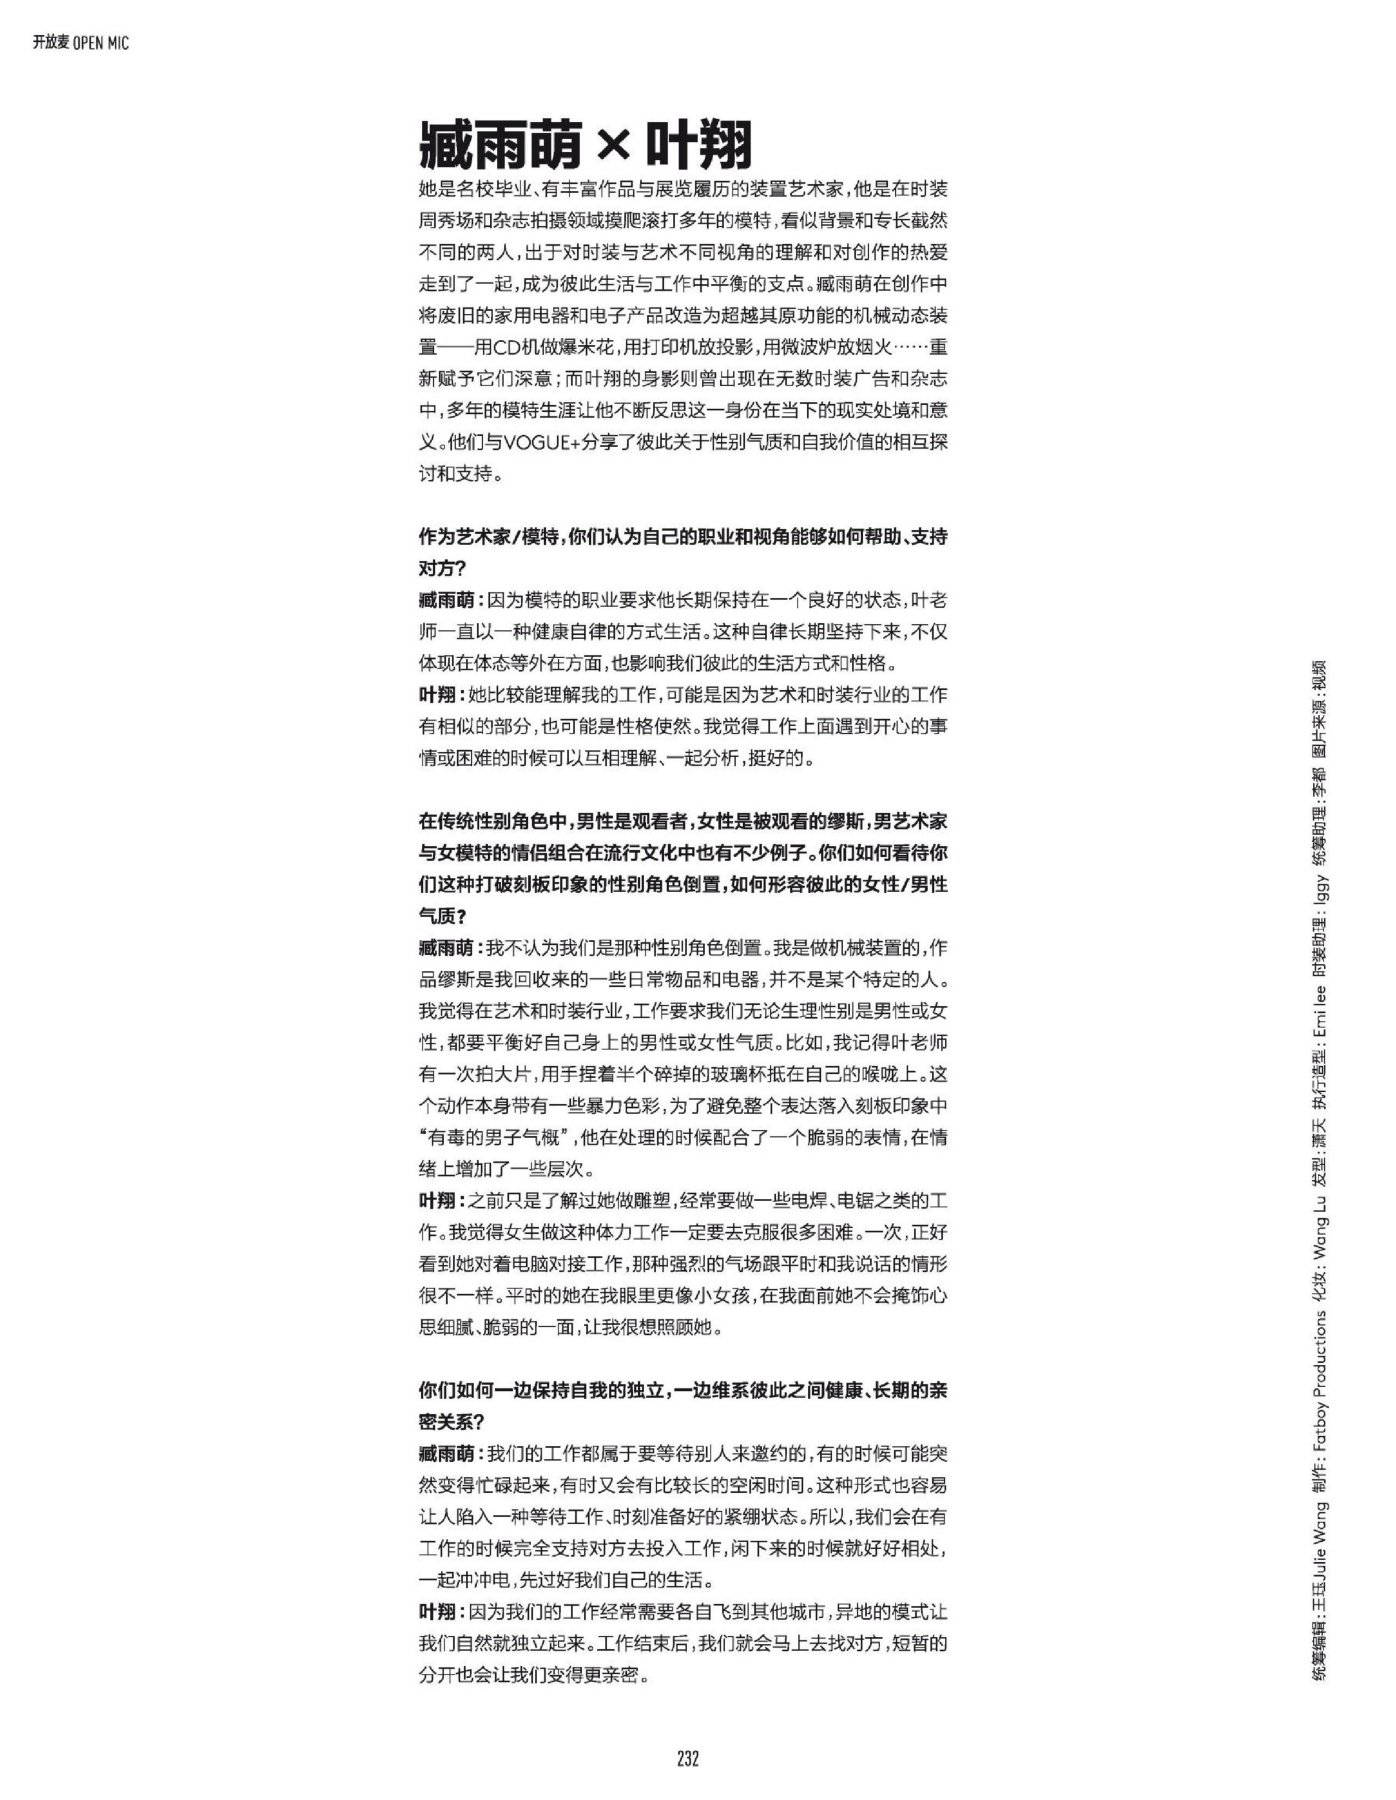 开放麦 OPEN MIC
臧雨萌 × 叶翔
她是名校毕业、有丰富作品与展览履历的装置艺术家，他是在时装
周秀场和杂志拍摄领域摸爬滚打多年的模特，看似背景和专长截然
不同的两人，出于对时装与艺术不同视角的理解和对创作的热爱
走到了一起，成为彼此生活与工作中平衡的支点。臧雨萌在创作中
将废旧的家用电器和电子产品改造为超越其原功能的机械动态装
置——用CD机做爆米花，用打印机放投影，用微波炉放烟火……重
新赋予它们深意；而叶翔的身影则曾出现在无数时装广告和杂志
中，多年的模特生涯让他不断反思这一身份在当下的现实处境和意
义。他们与VOGUE+分享了彼此关于性别气质和自我价值的相互探
讨和支持。
作为艺术家/模特，你们认为自己的职业和视角能够如何帮助、支持
对方？
臧雨萌：因为模特的职业要求他长期保持在一个良好的状态，叶老
师一直以一种健康自律的方式生活。这种自律长期坚持下来，不仅
体现在体态等外在方面，也影响我们彼此的生活方式和性格。
叶翔：她比较能理解我的工作，可能是因为艺术和时装行业的工作
有相似的部分，也可能是性格使然。我觉得工作上面遇到开心的事
情或困难的时候可以互相理解、一起分析，挺好的。
在传统性别角色中，男性是观看者，女性是被观看的缪斯，男艺术家
与女模特的情侣组合在流行文化中也有不少例子。你们如何看待你
们这种打破刻板印象的性别角色倒置，如何形容彼此的女性/男性
气质？
臧雨萌：我不认为我们是那种性别角色倒置。我是做机械装置的，作
品缪斯是我回收来的一些日常物品和电器，并不是某个特定的人。
我觉得在艺术和时装行业，工作要求我们无论生理性别是男性或女
性，都要平衡好自己身上的男性或女性气质。比如，我记得叶老师
有一次拍大片，用手捏着半个碎掉的玻璃杯抵在自己的喉咙上。这
个动作本身带有一些暴力色彩，为了避免整个表达落入刻板印象中
“有毒的男子气概”，他在处理的时候配合了一个脆弱的表情，在情
绪上增加了一些层次。
叶翔：之前只是了解过她做雕塑，经常要做一些电焊、电锯之类的工
作。我觉得女生做这种体力工作一定要去克服很多困难。一次，正好
看到她对着电脑对接工作，那种强烈的气场跟平时和我说话的情形
很不一样。平时的她在我眼里更像小女孩，在我面前她不会掩饰心
思细腻、脆弱的一面，让我很想照顾她。
你们如何一边保持自我的独立，一边维系彼此之间健康、长期的亲
密关系？
臧雨萌：我们的工作都属于要等待别人来邀约的，有的时候可能突
然变得忙碌起来，有时又会有比较长的空闲时间。这种形式也容易
让人陷入一种等待工作、时刻准备好的紧绷状态。所以，我们会在有
工作的时候完全支持对方去投入工作，闲下来的时候就好好相处，
一起冲冲电，先过好我们自己的生活。
叶翔：因为我们的工作经常需要各自飞到其他城市，异地的模式让
我们自然就独立起来。工作结束后，我们就会马上去找对方，短暂的
分开也会让我们变得更亲密。
统筹编辑：王珏Julie Wang 制作：Fatboy Productions 化妆：Wang Lu 发型：潇天 执行造型：Emi lee 时装助理：Iggy 统筹助理：李都 图片来源：视频
232